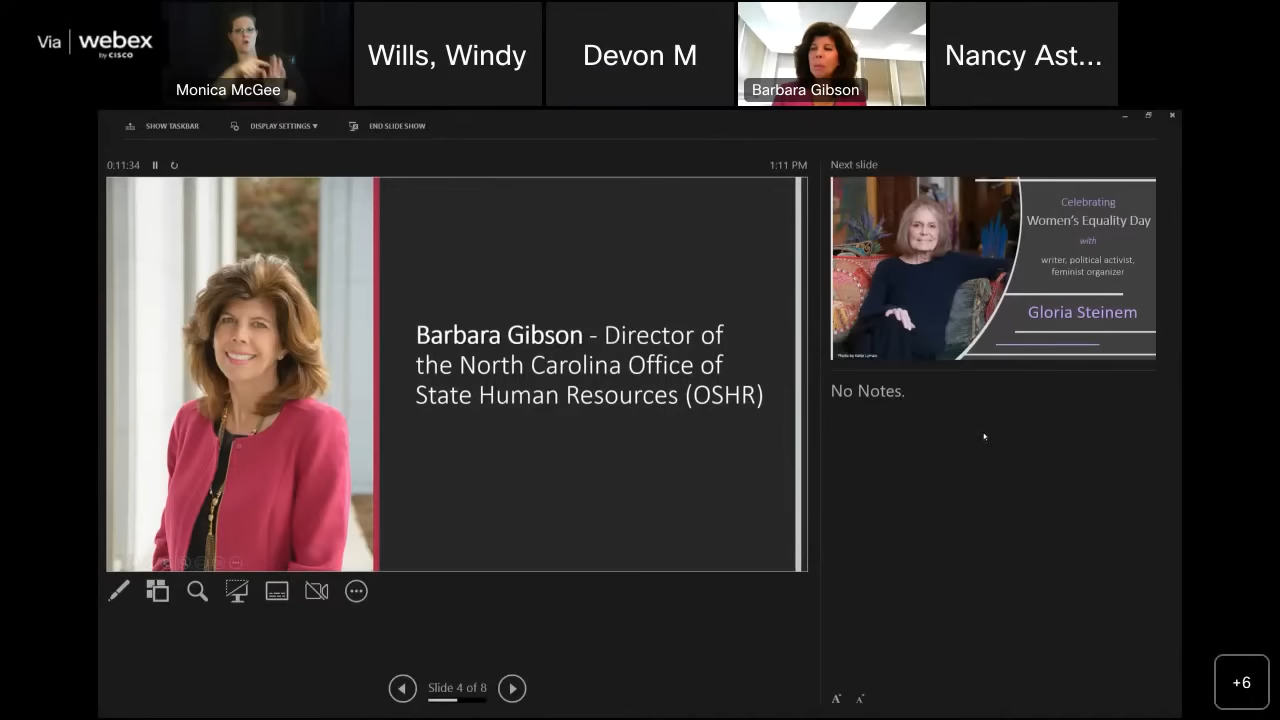 Via webex
by CISCO
Monica McGee
Wills, Windy
Devon M
Barbara Gibson
Nancy Ast...
SHOW TASKBAR
DISPLAY SETTINGS ▼
END SLIDE SHOW
0:11:34
1:11 PM
Barbara Gibson - Director of
the North Carolina Office of
State Human Resources (OSHR)
Next slide
Celebrating
Women's Equality Day
with
writer, political activist,
feminist organizer
Gloria Steinem
No Notes.
Slide 4 of 8
A A
+6